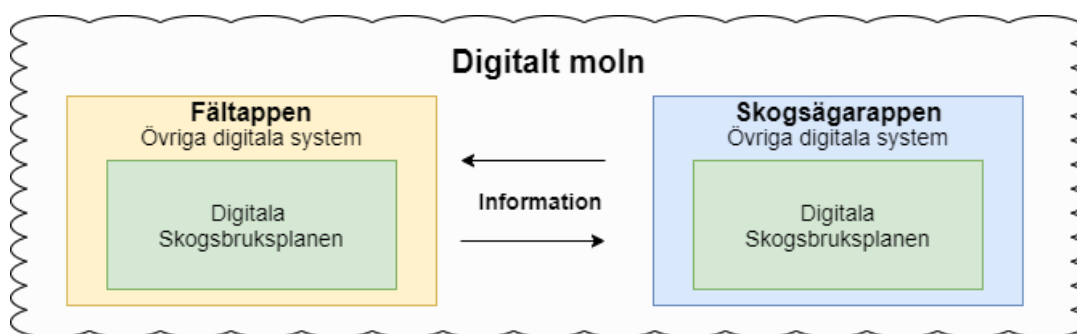 Digitalt moln
Fältappen
Övriga digitala system
Digitala
Skogsbruksplanen
Information
Skogsägarappen
Övriga digitala system
Digitala
Skogsbruksplanen